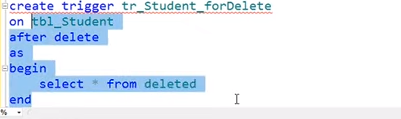 create trigger tr_Student_forDelete
on tbl_Student
after delete
as
begin
select * from deleted
end
%